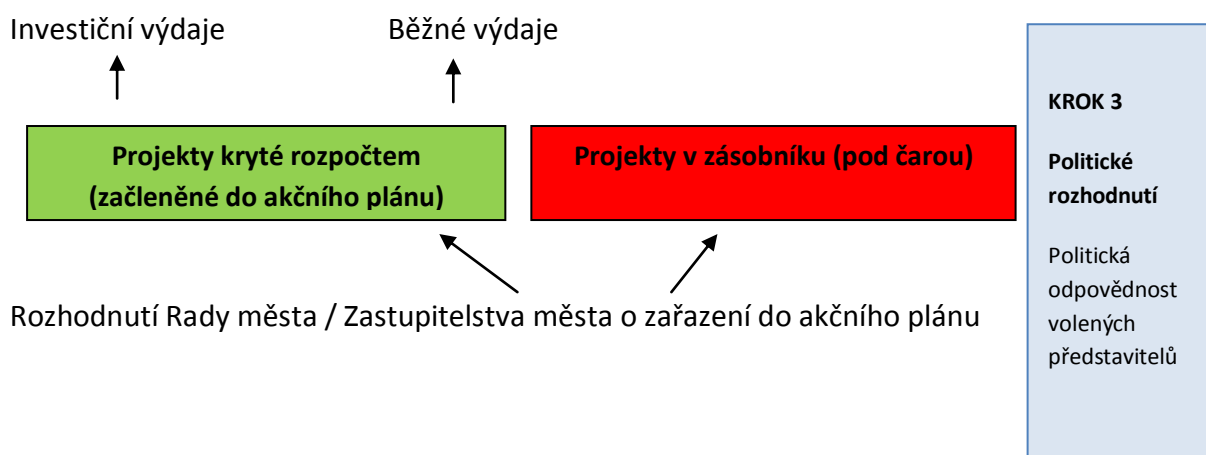 Investiční výdaje
Běžné výdaje
Projekty kryté rozpočtem
(začleněné do akčního plánu)
Projekty v zásobníku (pod čarou)
Rozhodnutí Rady města / Zastupitelstva města o zařazení do akčního plánu
KROK 3
Politické
rozhodnutí
Politická
odpovědnost
volených
představitelů